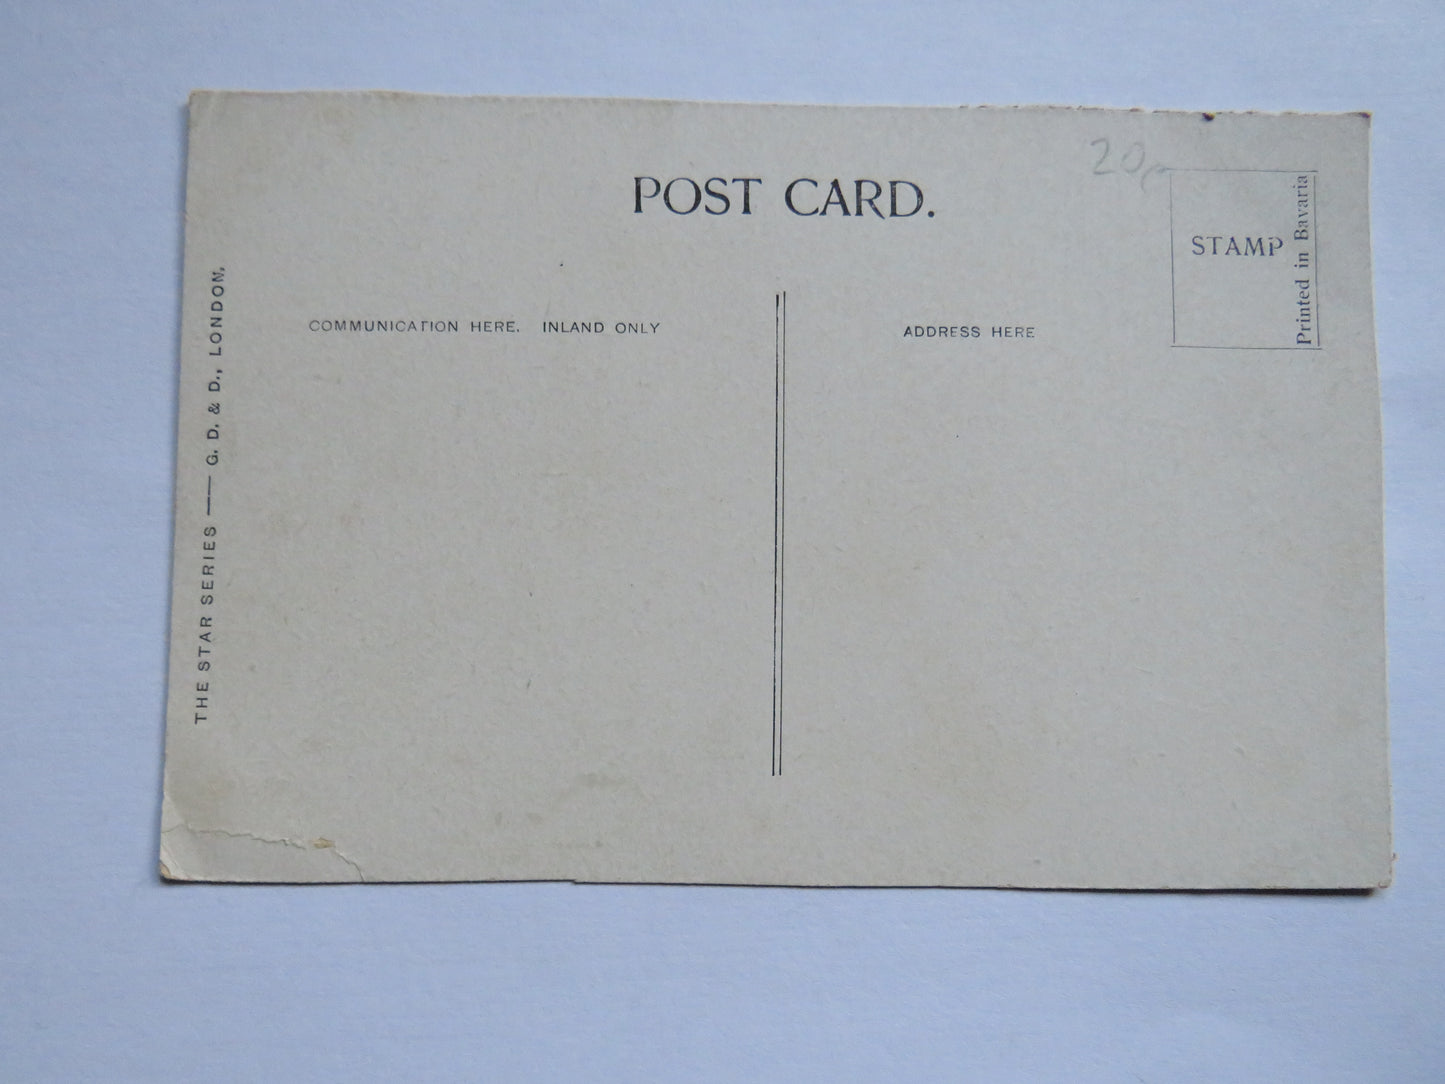 20p
POST CARD.
STAMP
Printed in Bavaria
COMMUNICATION HERE. INLAND ONLY
ADDRESS HERE
THE STAR SERIES —— G. D. & D., LONDON.